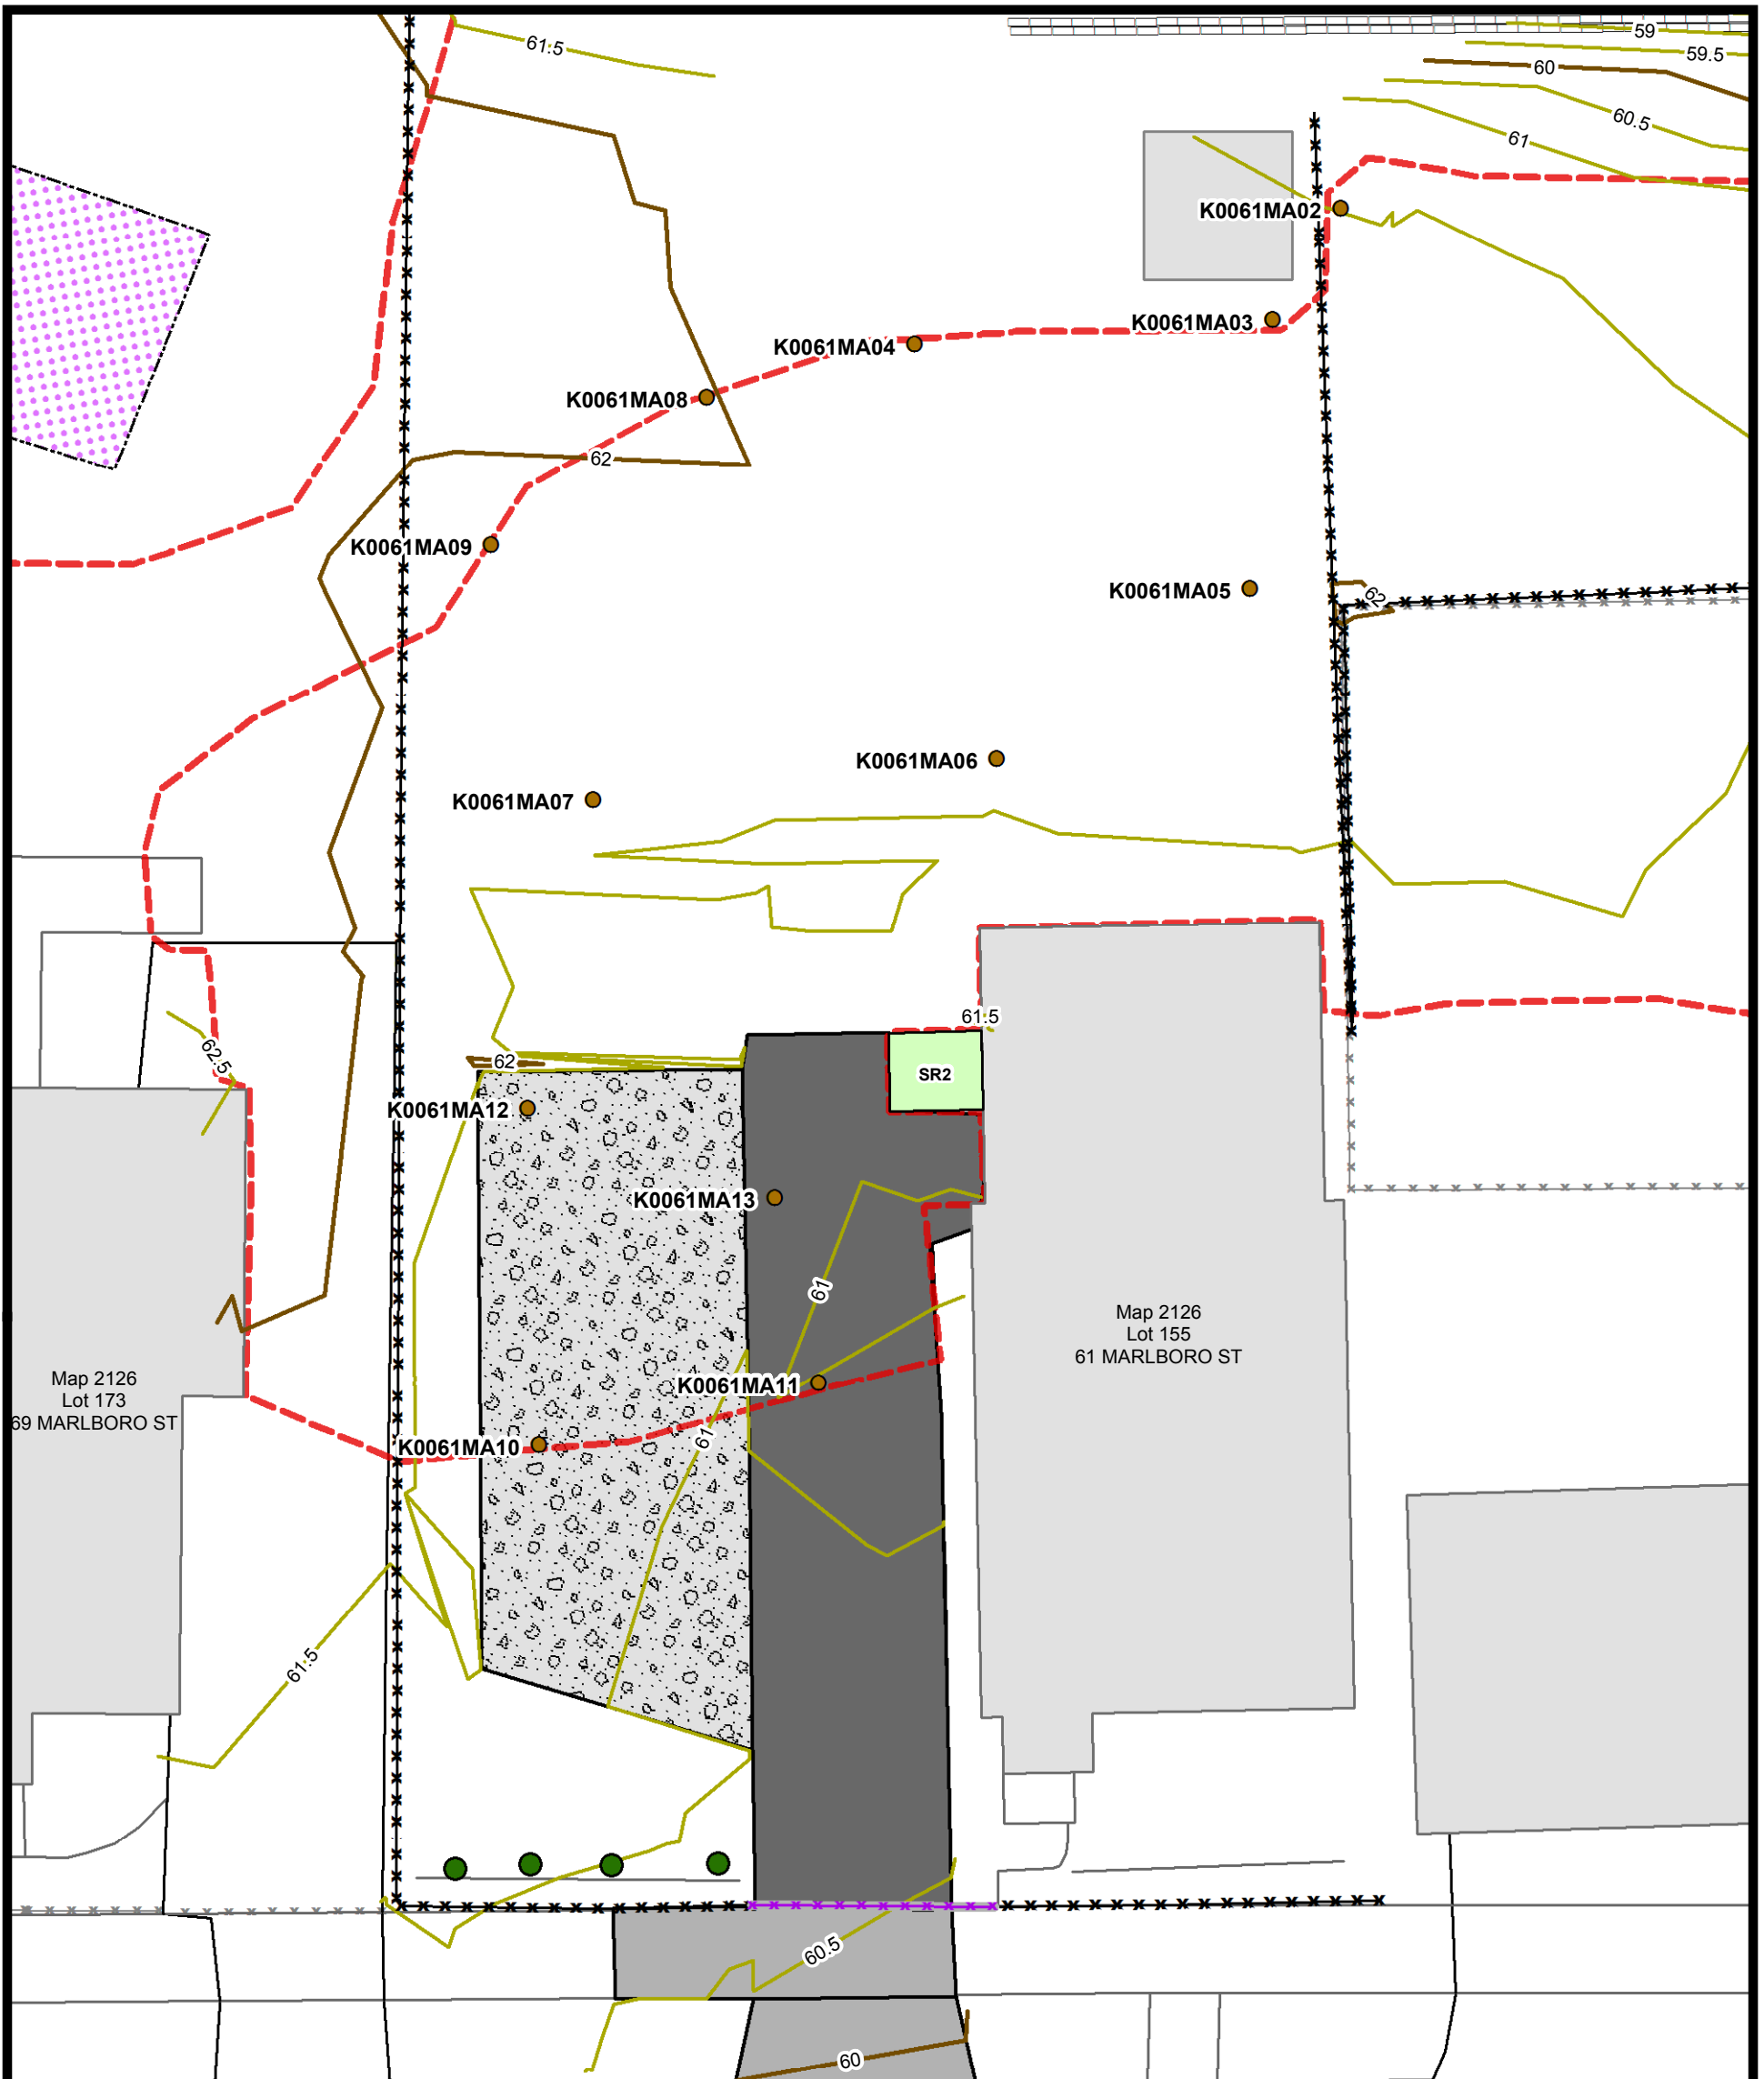 59
61.5
59.5
60
60.5
61
K0061MA02
K0061MA03
K0061MA04
K0061MA08
62
K0061MA09
K0061MA05
62
K0061MA06
K0061MA07
61.5
62.5
62
SR2
K0061MA12
K0061MA13
61
Map 2126
Lot 155
61 MARLBORO ST
Map 2126
Lot 173
69 MARLBORO ST
K0061MA11
61
K0061MA10
61.5
60.5
60